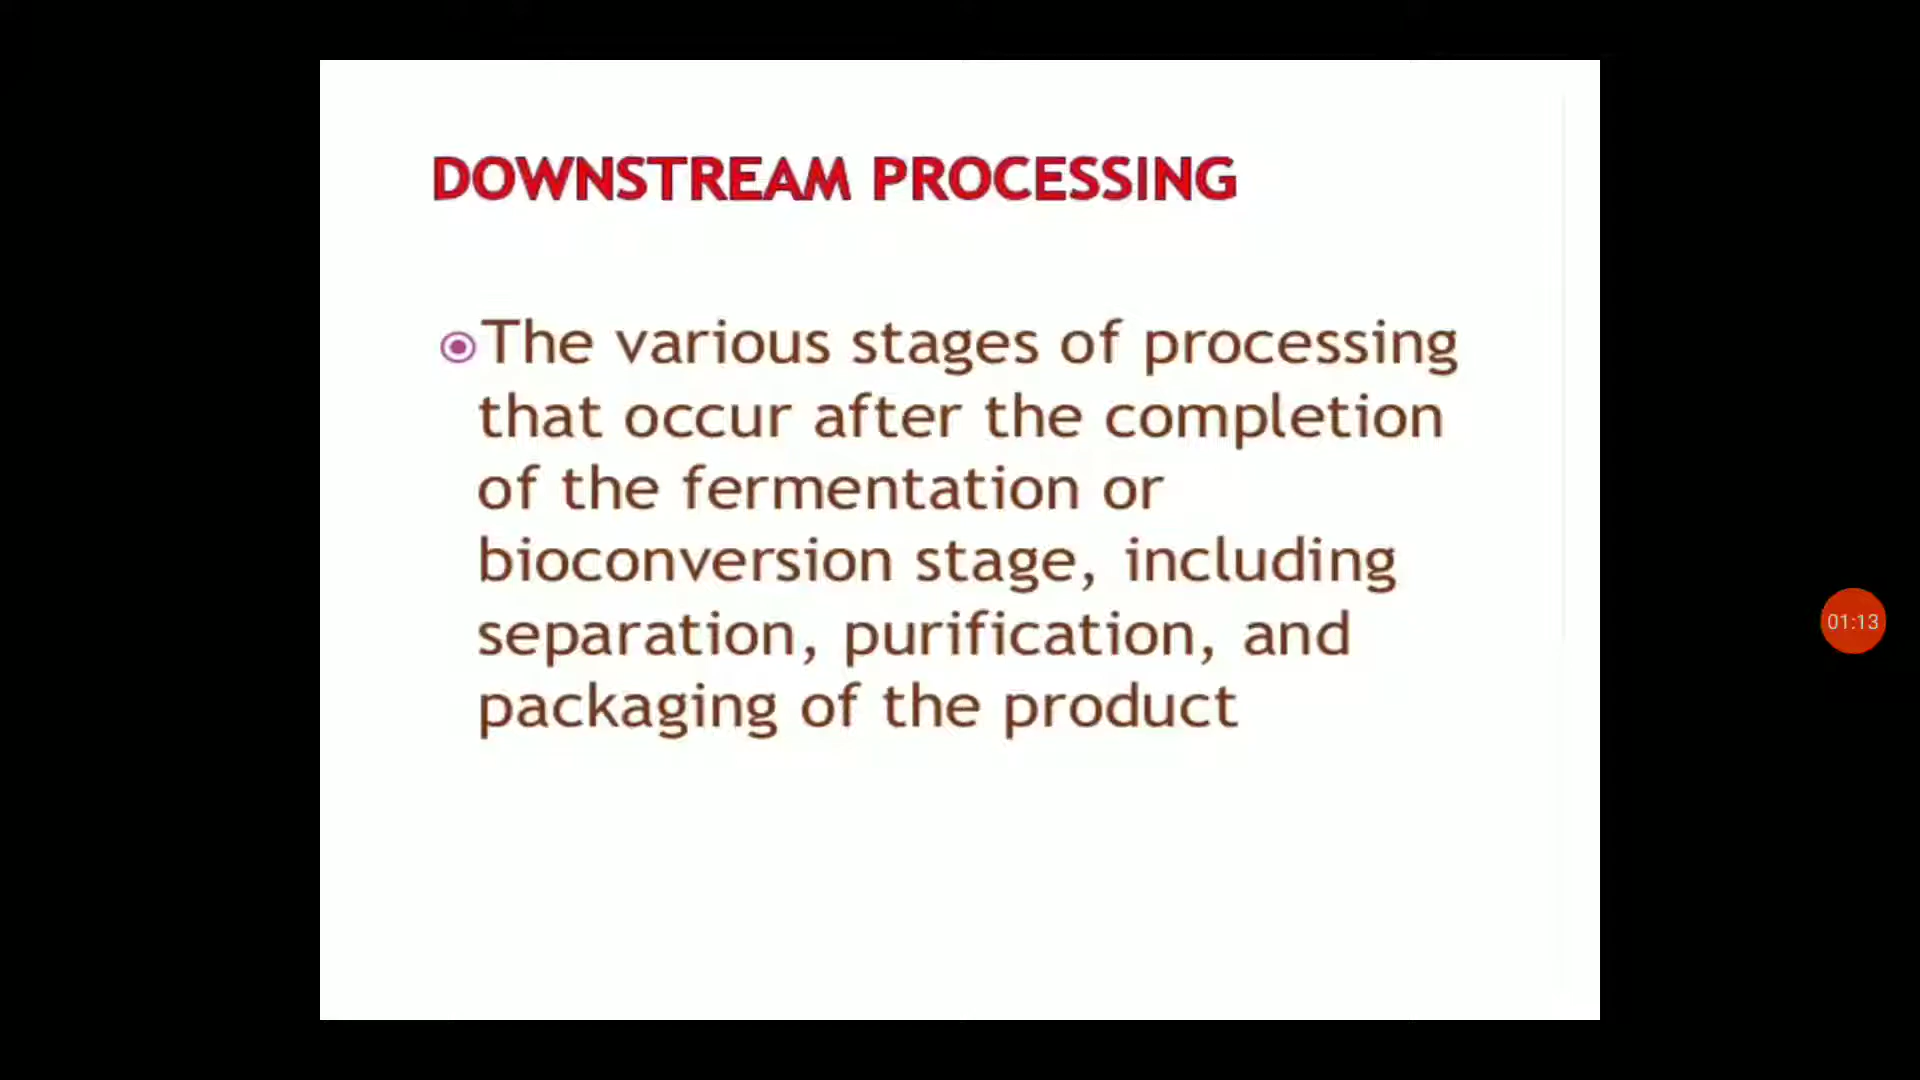 DOWNSTREAM PROCESSING
The various stages of processing
that occur after the completion
of the fermentation or
bioconversion stage, including
separation, purification, and
packaging of the product
01:13